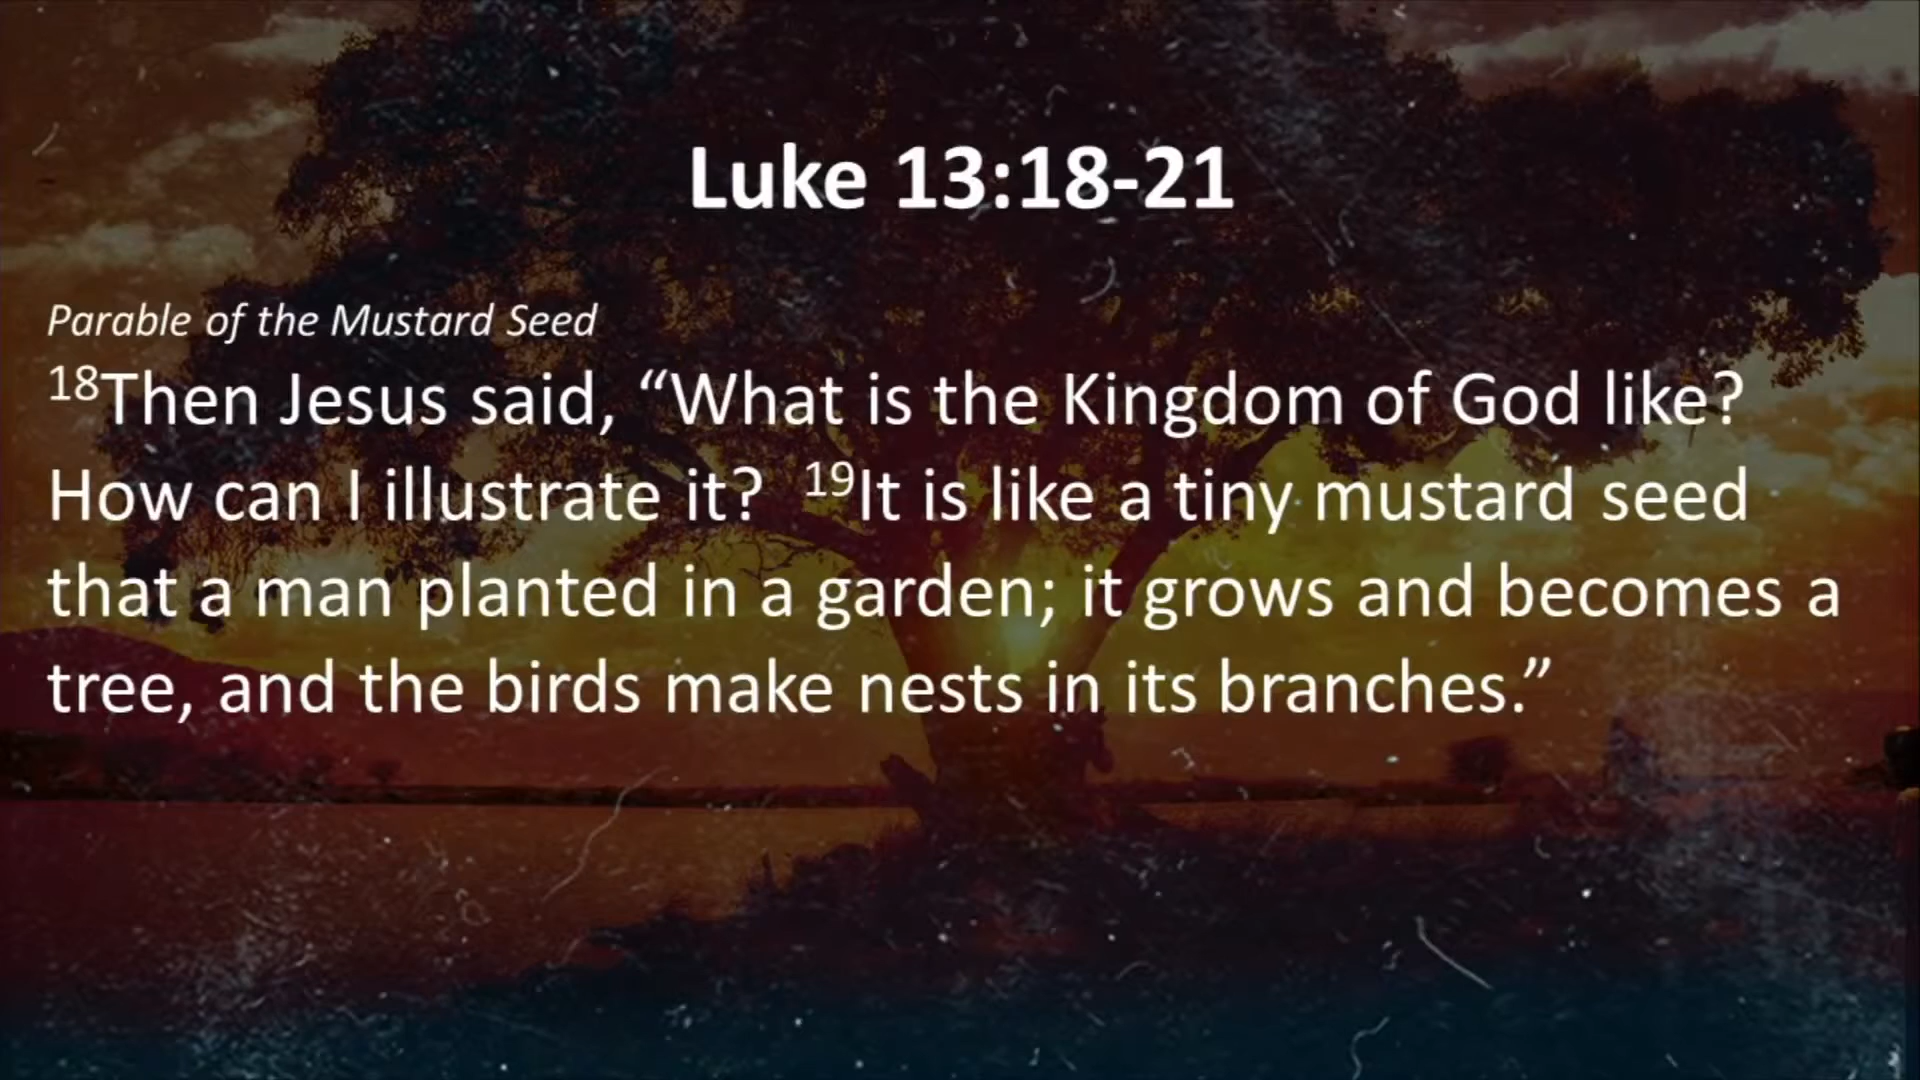 Luke 13:18-21
Parable of the Mustard Seed
18Then Jesus said, “What is the Kingdom of God like?
How can I illustrate it?  19It is like a tiny mustard seed
that a man planted in a garden; it grows and becomes a
tree, and the birds make nests in its branches.”